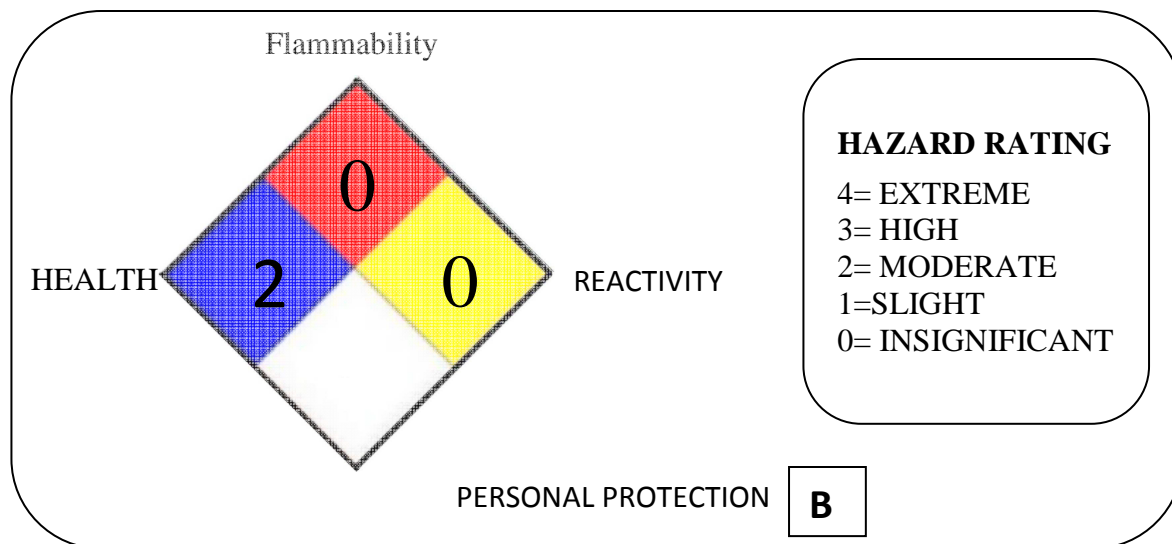 Flammability
0
HEALTH 2 0 REACTIVITY
PERSONAL PROTECTION B
HAZARD RATING
4= EXTREME
3= HIGH
2= MODERATE
1=SLIGHT
0= INSIGNIFICANT